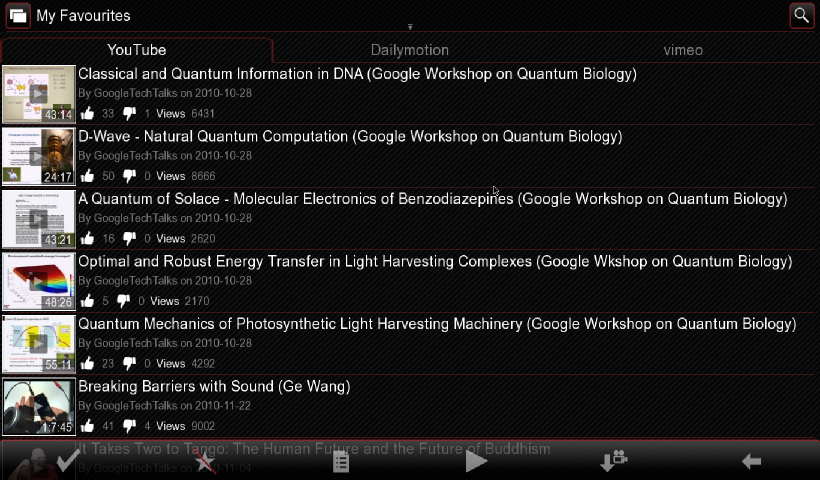 My Favourites
YouTube
Dailymotion
vimeo
Classical and Quantum Information in DNA (Google Workshop on Quantum Biology)
By GoogleTechTalks on 2010-10-28
43:14
33 1 Views 6431
D-Wave - Natural Quantum Computation (Google Workshop on Quantum Biology)
By GoogleTechTalks on 2010-10-28
24:17
50 0 Views 8666
A Quantum of Solace - Molecular Electronics of Benzodiazepines (Google Workshop on Quantum Biology)
By GoogleTechTalks on 2010-10-28
43:21
16 0 Views 2620
Optimal and Robust Energy Transfer in Light Harvesting Complexes (Google Wkshop on Quantum Biology)
By GoogleTechTalks on 2010-10-28
48:26
5 0 Views 2170
Quantum Mechanics of Photosynthetic Light Harvesting Machinery (Google Workshop on Quantum Biology)
By GoogleTechTalks on 2010-10-28
55:11
23 0 Views 4292
Breaking Barriers with Sound (Ge Wang)
By GoogleTechTalks on 2010-11-22
1:7:45
41 4 Views 9002
It Takes Two to Tango: The Human Future and the Future of Buddhism
By GoogleTechTalks on 2010-11-04